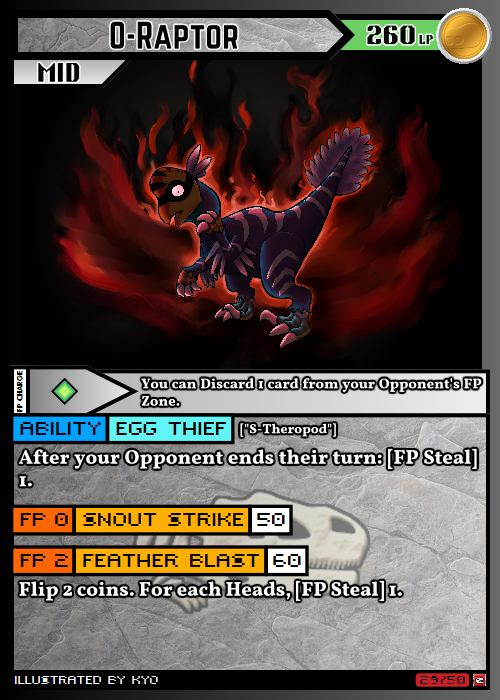 O-Raptor
260 LP
MID
FP CHARGE
You can Discard 1 card from your Opponent's FP
Zone.
ABILITY EGG THIEF ["S-Theropod"]
After your Opponent ends their turn: [FP Steal]
1.
FP 0 SNOUT STRIKE 50
FP 2 FEATHER BLAST 60
Flip 2 coins. For each Heads, [FP Steal] 1.
ILLUSTRATED BY KYO
29/50